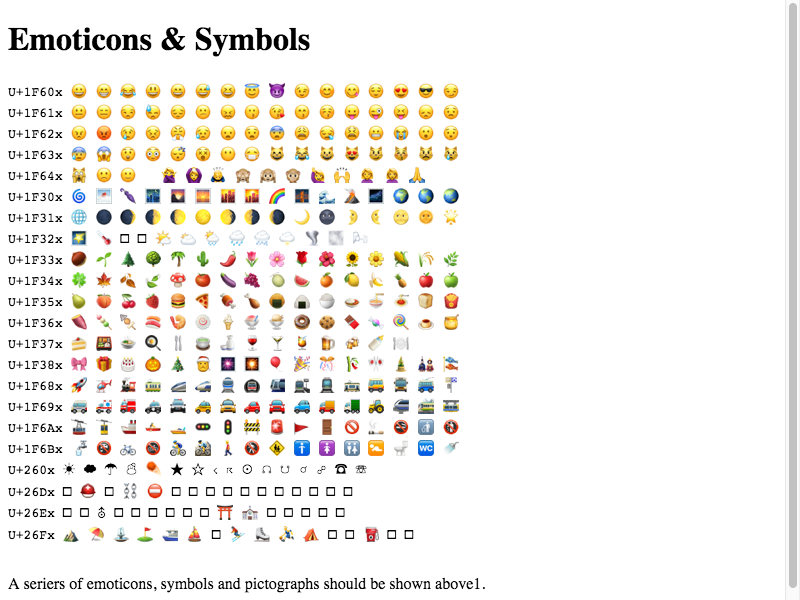 Emoticons & Symbols
U+1F60x
U+1F61x
U+1F62x
U+1F63x
U+1F64x
U+1F30x
U+1F31x
U+1F32x
U+1F33x
U+1F34x
U+1F35x
U+1F36x
U+1F37x
U+1F38x
U+1F68x
U+1F69x
U+1F6Ax
U+1F6Bx
U+260x
U+26Dx
U+26Ex
U+26Fx
A seriers of emoticons, symbols and pictographs should be shown above1.